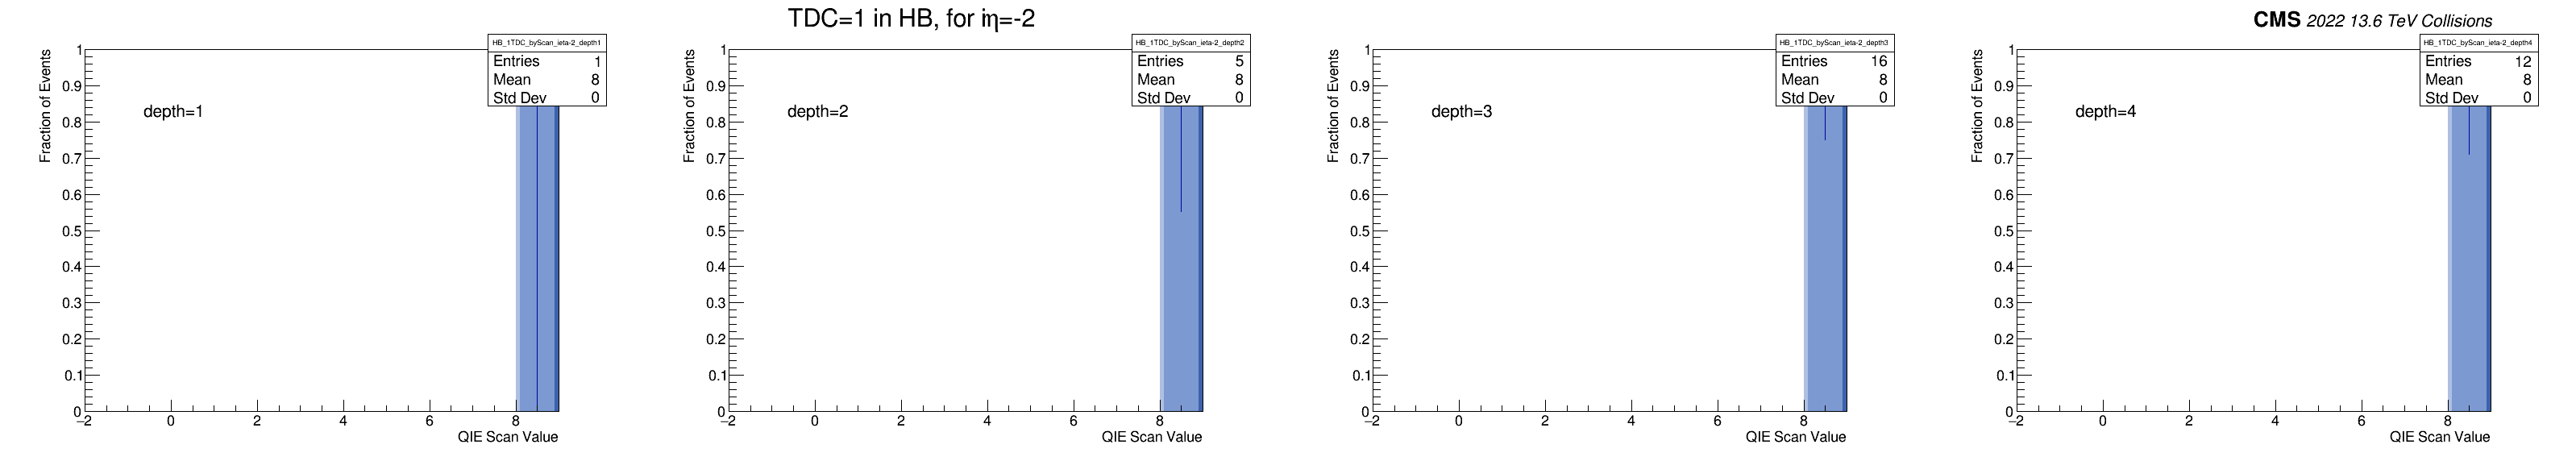 TDC=1 in HB, for iη=-2
CMS 2022 13.6 TeV Collisions
HB_1TDC_byScan_ieta-2_depth1
Entries 1
Mean 8
Std Dev 0
Fraction of Events
depth=1
1
0.9
0.8
0.7
0.6
0.5
0.4
0.3
0.2
0.1
0
−2 0 2 4 6 8
QIE Scan Value
HB_1TDC_byScan_ieta-2_depth2
Entries 5
Mean 8
Std Dev 0
Fraction of Events
depth=2
1
0.9
0.8
0.7
0.6
0.5
0.4
0.3
0.2
0.1
0
−2 0 2 4 6 8
QIE Scan Value
HB_1TDC_byScan_ieta-2_depth3
Entries 16
Mean 8
Std Dev 0
Fraction of Events
depth=3
1
0.9
0.8
0.7
0.6
0.5
0.4
0.3
0.2
0.1
0
−2 0 2 4 6 8
QIE Scan Value
HB_1TDC_byScan_ieta-2_depth4
Entries 12
Mean 8
Std Dev 0
Fraction of Events
depth=4
1
0.9
0.8
0.7
0.6
0.5
0.4
0.3
0.2
0.1
0
−2 0 2 4 6 8
QIE Scan Value